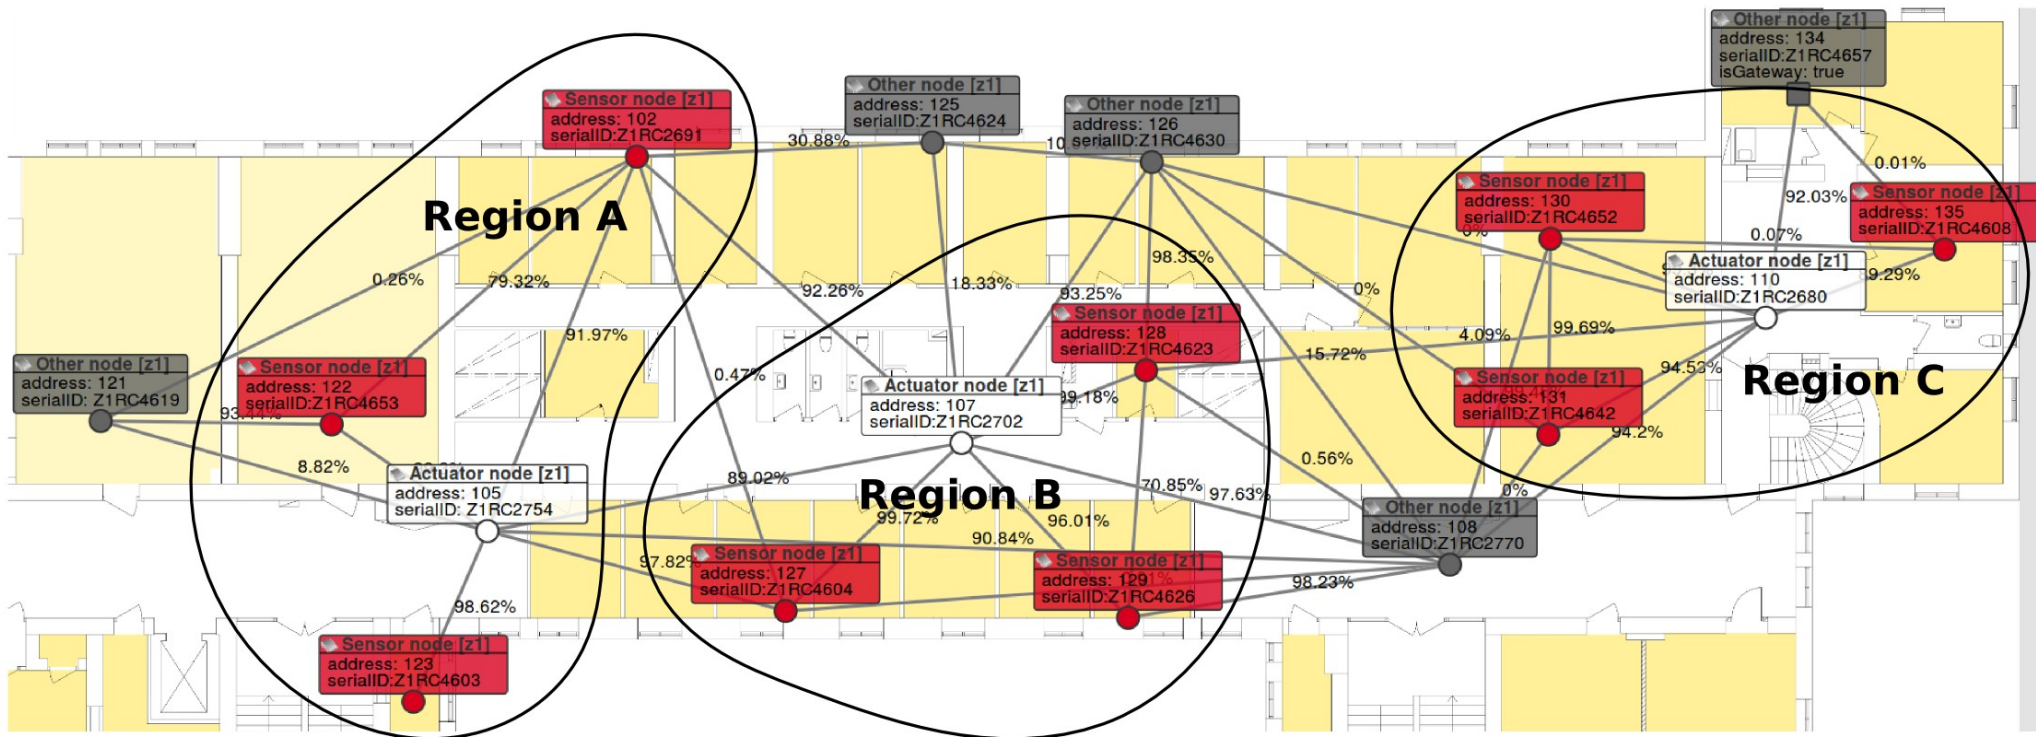 Other node [z1]
address: 134
serialID:Z1RC4657
isGateway: true
Sensor node [z1]
address: 102
serialID:Z1RC2691
Other node [z1]
address: 125
serialID:Z1RC4624
Other node [z1]
address: 126
serialID:Z1RC4630
30.88%
10
0.01%
Sensor node [z1]
address: 130
serialID:Z1RC4652
92.03%
Sensor node [z1]
address: 135
serialID:Z1RC4608
Region A
0%
0.07%
98.35%
Actuator node [z1]
address: 110
serialID:Z1RC2680
9.29%
0.26%
79.32%
92.26%
18.33%
93.25%
0%
Sensor node [z1]
address: 128
serialID:Z1RC4623
91.97%
4.09%
99.69%
15.72%
Other node [z1]
address: 121
serialID: Z1RC4619
Sensor node [z1]
address: 122
serialID:Z1RC4653
93.44%
0.47%
Actuator node [z1]
address: 107
serialID:Z1RC2702
99.18%
94.53%
Sensor node [z1]
address: 131
serialID:Z1RC4642
Region C
94.2%
8.82%
Actuator node [z1]
address: 105
serialID: Z1RC2754
89.02%
Region B
0.56%
70.85%
97.63%
0%
Other node [z1]
address: 108
serialID:Z1RC2770
99.72%
96.01%
90.84%
97.82%
Sensor node [z1]
address: 127
serialID:Z1RC4604
Sensor node [z1]
address: 129
serialID:Z1RC4626
98.23%
98.62%
Sensor node [z1]
address: 123
serialID:Z1RC4603